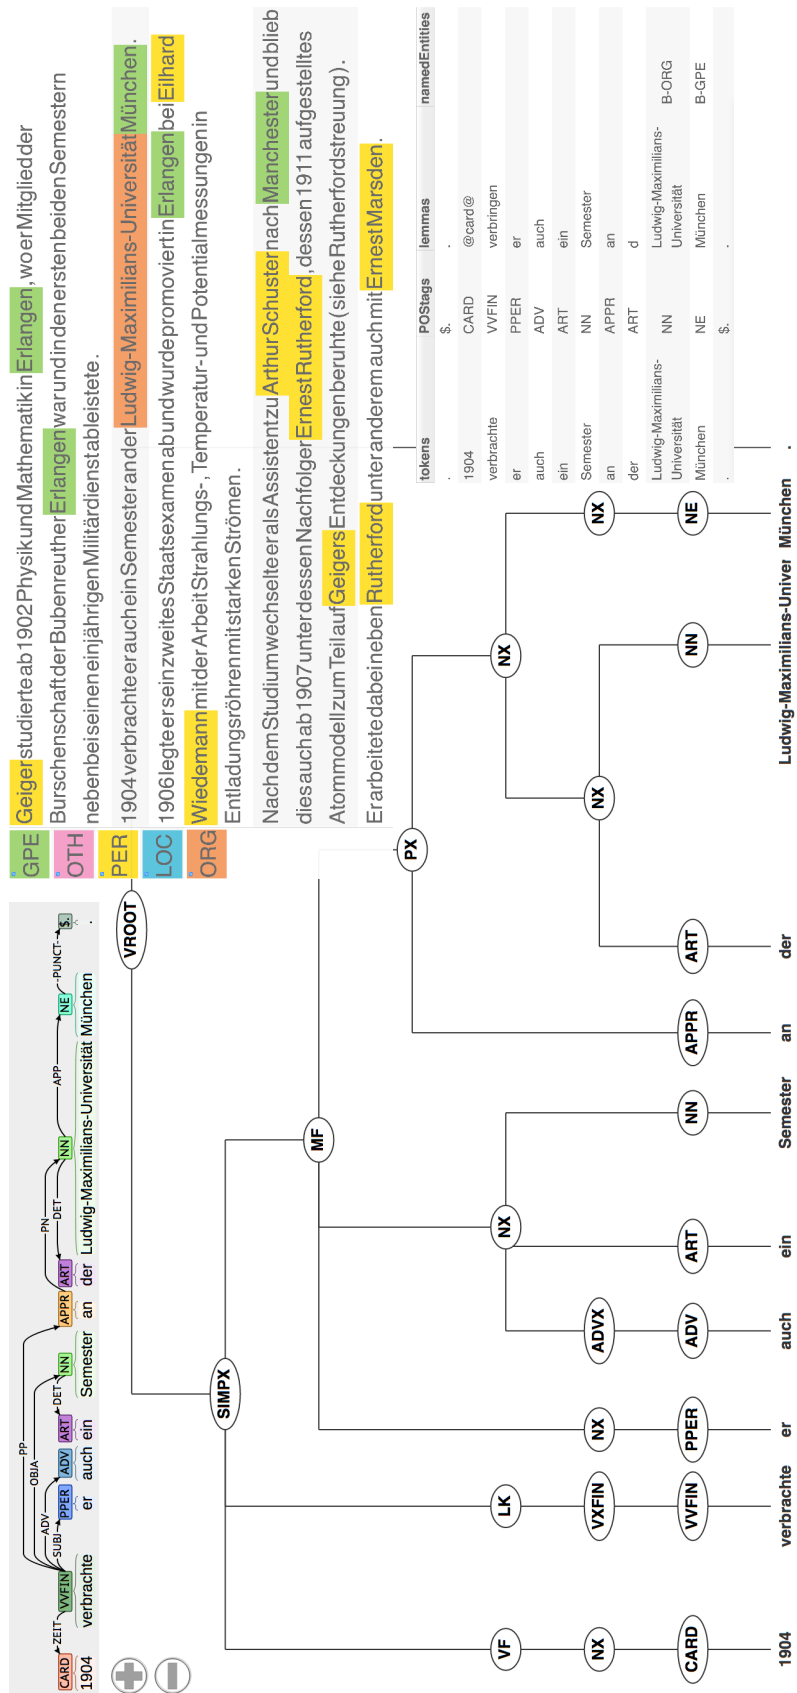 PP
OBJA
ADV
PN
ZEIT
SUBJ
DET
DET
APP
PUNCT
CARD
VVFIN
PPER
ADV
ART
NN
APPR
ART
NN
NE
$.
1904 verbrachte er auch ein Semester an der Ludwig-Maximilians-Universität München .
GPE
OTH
PER
LOC
ORG
Geiger studierte ab 1902 Physik und Mathematik in Erlangen , wo er Mitglied der
Burschenschaft der Bubenreuther Erlangen war und in den ersten beiden Semestern
nebenbei seinen einjährigen Militärdienst ableistete .
1904 verbrachte er auch ein Semester an der Ludwig-Maximilians-Universität München .
1906 legte er sein zweites Staatsexamen ab und wurde promoviert in Erlangen bei Eilhard
Wiedemann mit der Arbeit Strahlungs- , Temperatur- und Potentialmessungen in
Entladungsröhren mit starken Strömen .
Nach dem Studium wechselte er als Assistent zu Arthur Schuster nach Manchester und blieb
dies auch ab 1907 unter dessen Nachfolger Ernest Rutherford , dessen 1911 aufgestelltes
Atommodell zum Teil auf Geigers Entdeckungen beruhte ( siehe Rutherfordstreuung ) .
Er arbeitete dabei neben Rutherford unter anderem auch mit Ernest Marsden .
VROOT
SIMPX
MF
PX
VF
LK
NX
NX
NX
VXFIN
NX
ADVX
NX
NX
CARD
VVFIN
PPER
ADV
ART
NN
APPR
ART
NN
NE
1904 verbrachte er auch ein Semester an der Ludwig-Maximilians-Univer München .
tokens POStags lemmas namedEntities
. $. .
1904 CARD @card@
verbrachte VVFIN verbringen
er PPER er
auch ADV auch
ein ART ein
Semester NN Semester
an APPR an
der ART d
Ludwig-Maximilians-
Universität NN Ludwig-Maximilians-
Universität B-ORG
München NE München B-GPE
. $. .